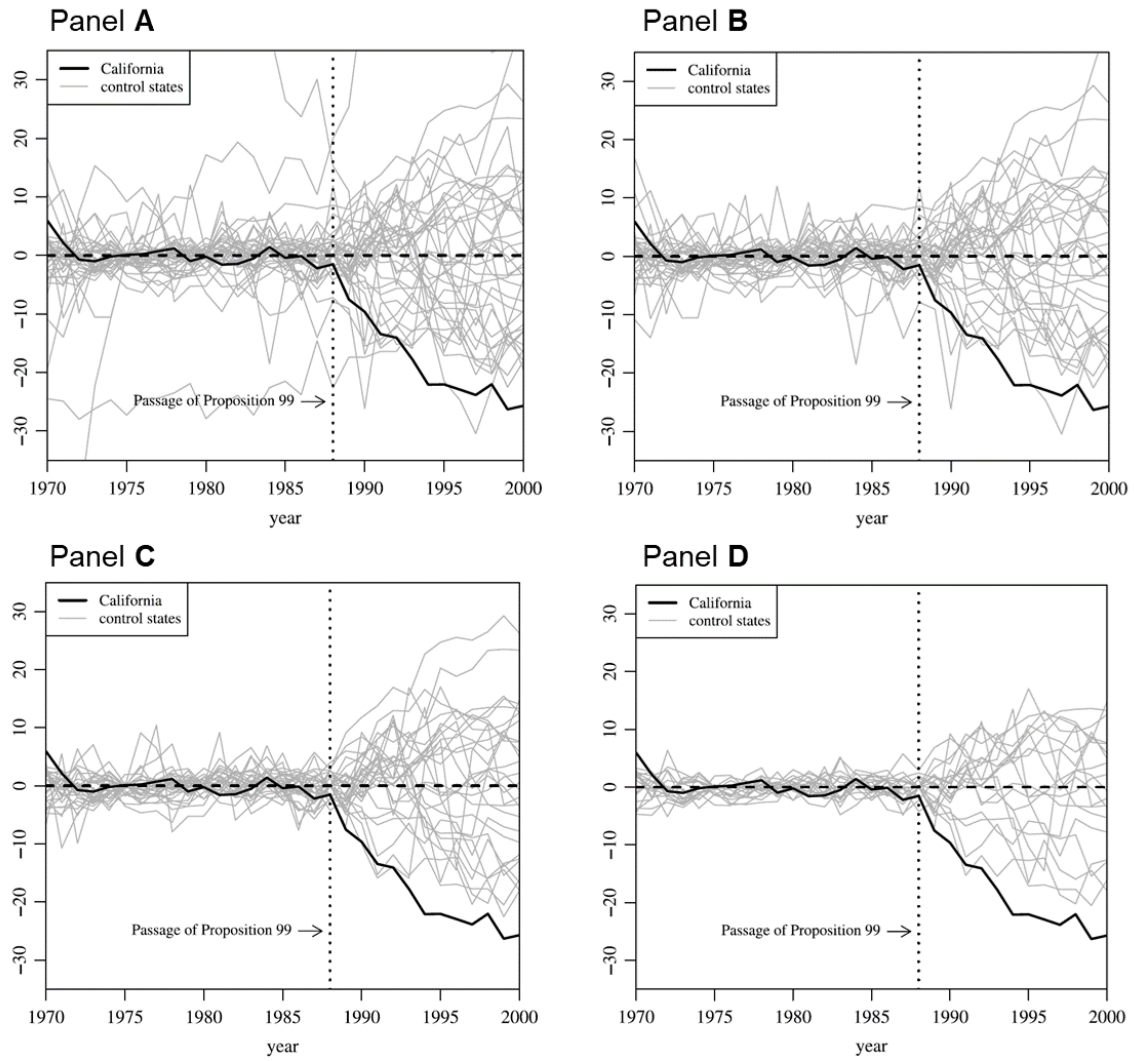 Panel A
California
control states
30
20
10
0
−10
−20
−30
Passage of Proposition 99
1970 1975 1980 1985 1990 1995 2000
year
Panel B
California
control states
30
20
10
0
−10
−20
−30
Passage of Proposition 99
1970 1975 1980 1985 1990 1995 2000
year
Panel C
California
control states
30
20
10
0
−10
−20
−30
Passage of Proposition 99
1970 1975 1980 1985 1990 1995 2000
year
Panel D
California
control states
30
20
10
0
−10
−20
−30
Passage of Proposition 99
1970 1975 1980 1985 1990 1995 2000
year